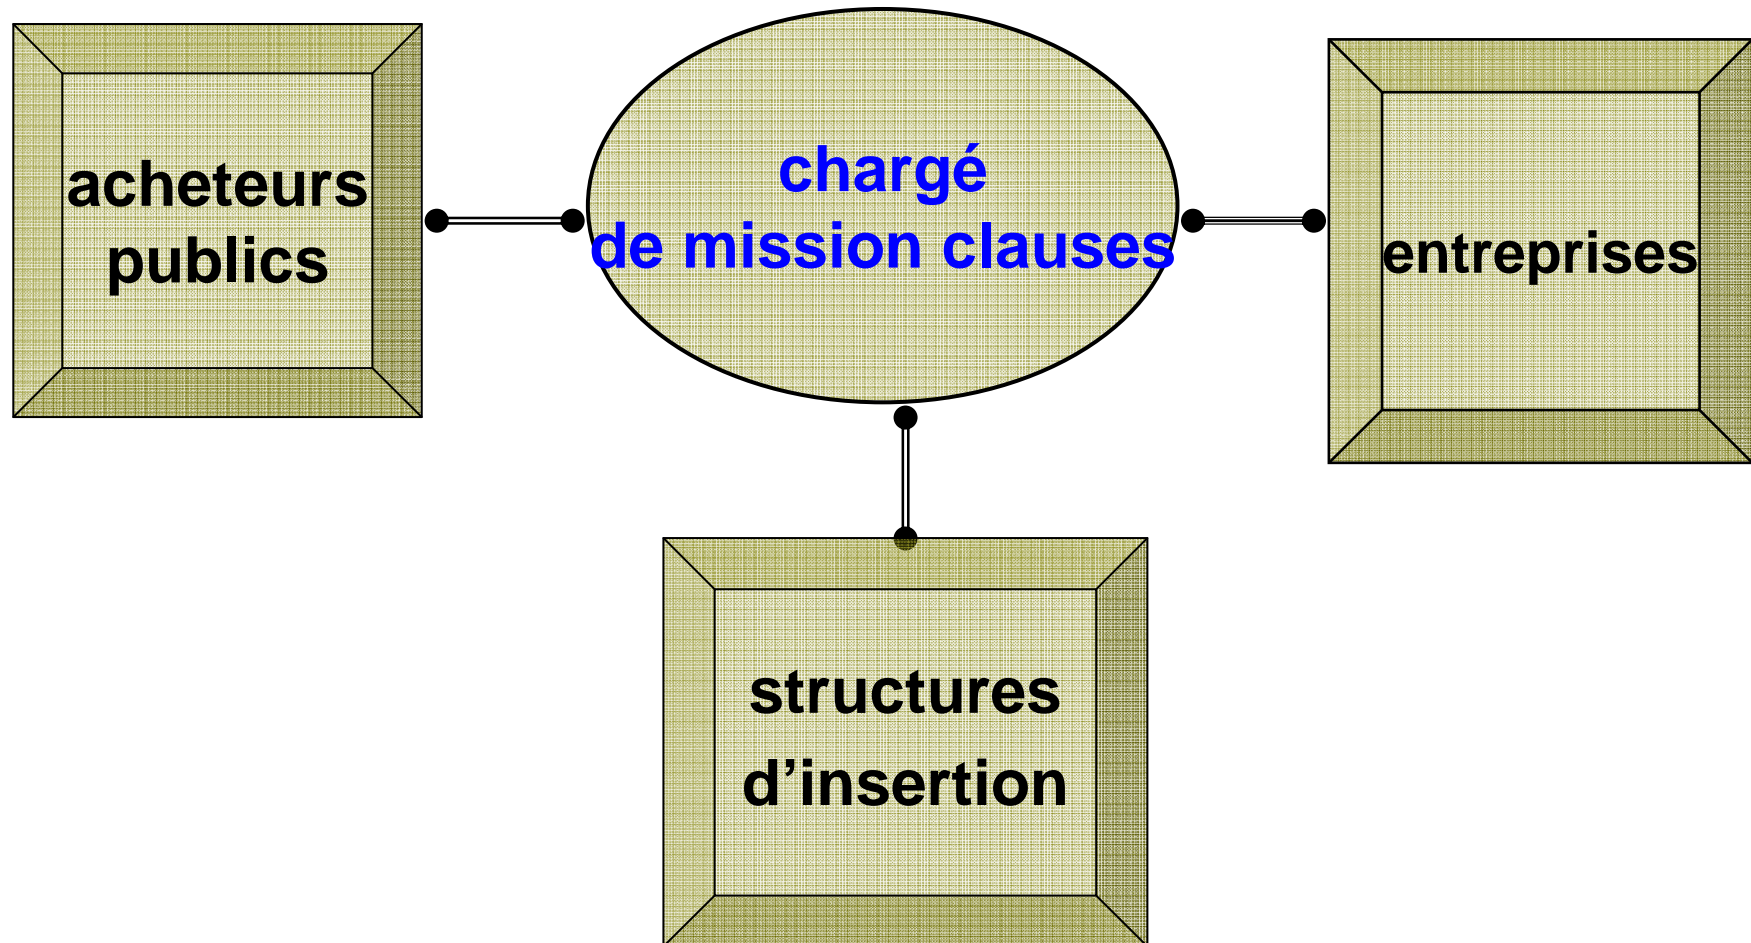 acheteurs
publics
chargé
de mission clauses
entreprises
structures
d’insertion